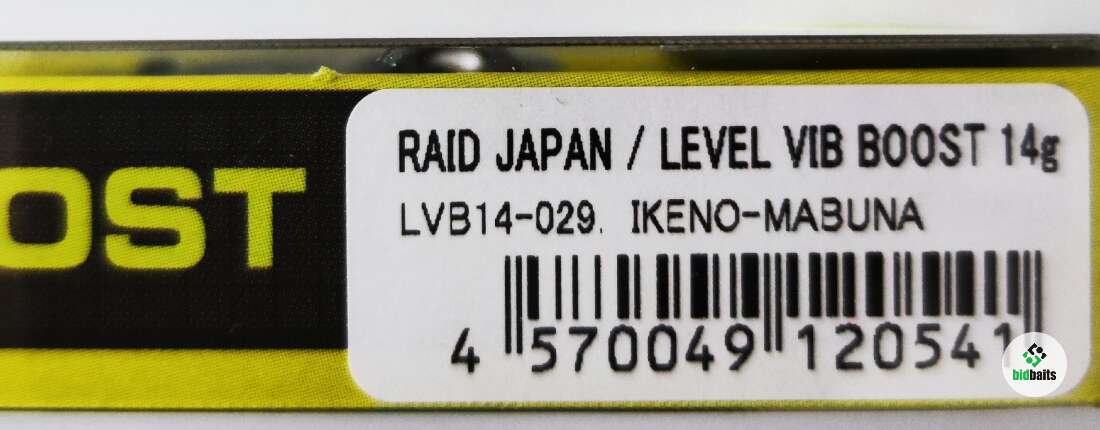 OST
RAID JAPAN / LEVEL VIB BOOST 14g
LVB14-029. IKENO-MABUNA
4 570049 120541
bidbaits